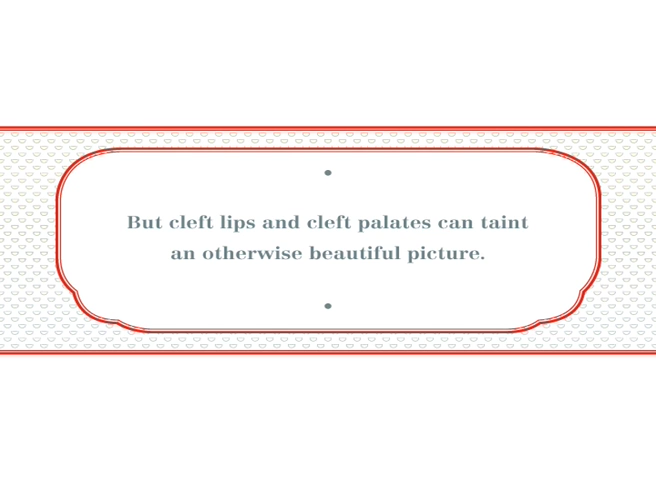 But cleft lips and cleft palates can taint
an otherwise beautiful picture.